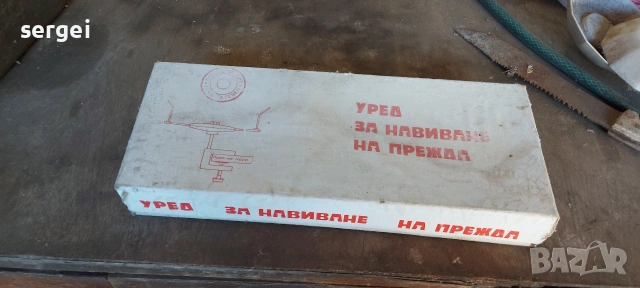 sergei
УРЕД
ЗА НАВИВАНЕ
НА ПРЕЖДА
УРЕД ЗА НАВИВАНЕ НА ПРЕЖДА
BAZAR